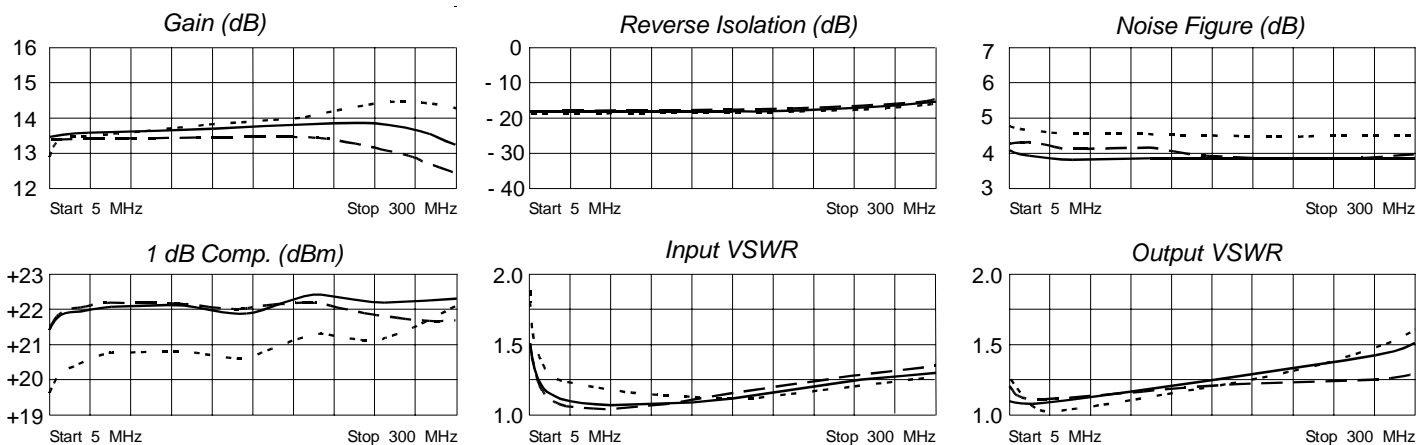 Gain (dB)
16
15
14
13
12
Start 5 MHz
Stop 300 MHz
Reverse Isolation (dB)
0
- 10
- 20
- 30
- 40
Start 5 MHz
Stop 300 MHz
Noise Figure (dB)
7
6
5
4
3
Start 5 MHz
Stop 300 MHz
1 dB Comp. (dBm)
+23
+22
+21
+20
+19
Start 5 MHz
Stop 300 MHz
Input VSWR
2.0
1.5
1.0
Start 5 MHz
Stop 300 MHz
Output VSWR
2.0
1.5
1.0
Start 5 MHz
Stop 300 MHz